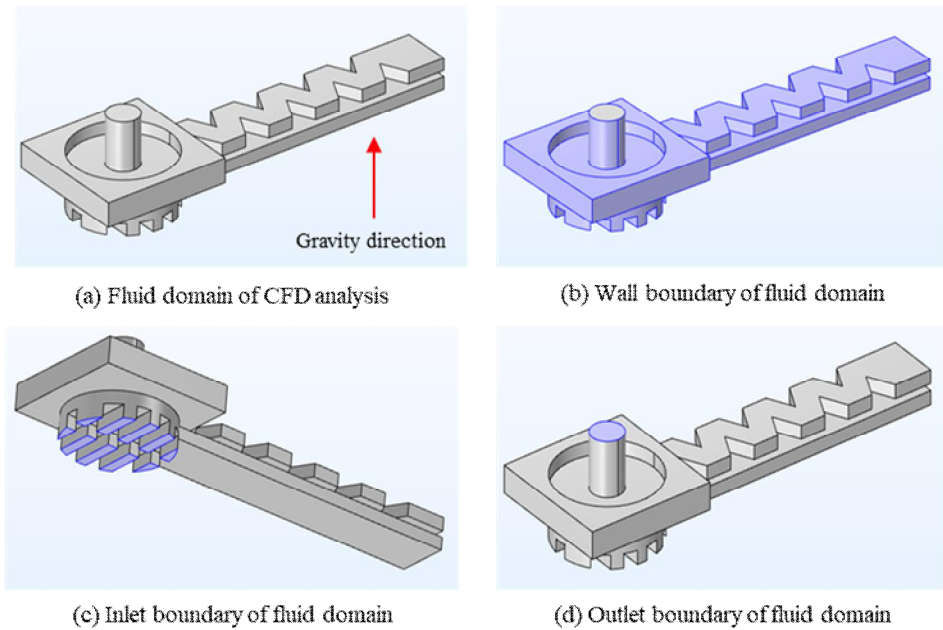 Gravity direction
(a) Fluid domain of CFD analysis
(b) Wall boundary of fluid domain
(c) Inlet boundary of fluid domain
(d) Outlet boundary of fluid domain